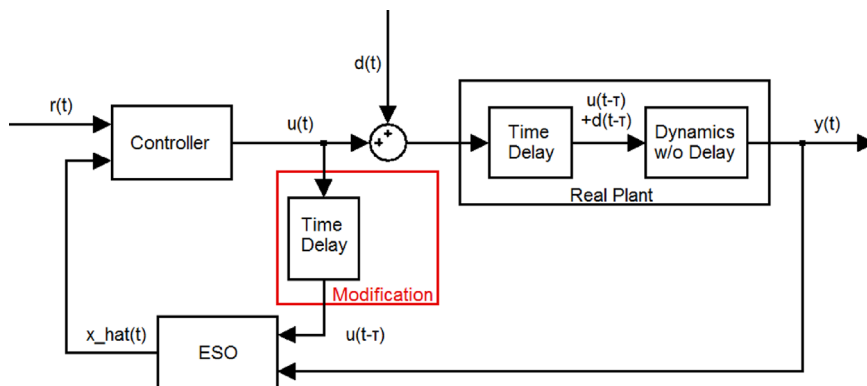 d(t)
r(t)
Controller
u(t)
+
+
Time
Delay
u(t-τ)
+d(t-τ)
Dynamics
w/o Delay
y(t)
Real Plant
Time
Delay
Modification
x_hat(t)
ESO
u(t-τ)